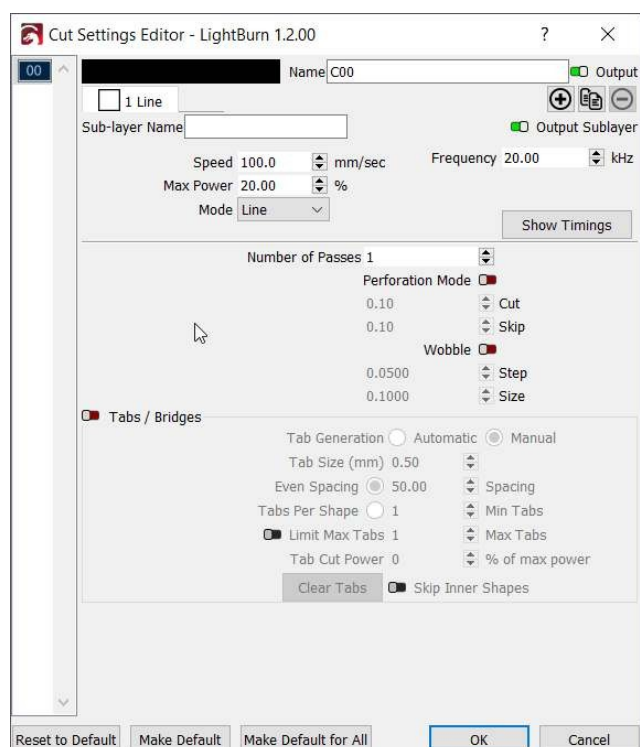 Cut Settings Editor - LightBurn 1.2.00 ?
00 Name C00 Output
1 Line
Sub-layer Name Output Sublayer
Speed 100.0 mm/sec Frequency 20.00 kHz
Max Power 20.00 %
Mode Line
Show Timings
Number of Passes 1
Perforation Mode
0.10 Cut
0.10 Skip
Wobble
0.0500 Step
0.1000 Size
Tabs / Bridges
Tab Generation Automatic Manual
Tab Size (mm) 0.50
Even Spacing 50.00 Spacing
Tabs Per Shape 1 Min Tabs
Limit Max Tabs 1 Max Tabs
Tab Cut Power 0 % of max power
Clear Tabs Skip Inner Shapes
Reset to Default Make Default Make Default for All OK Cancel